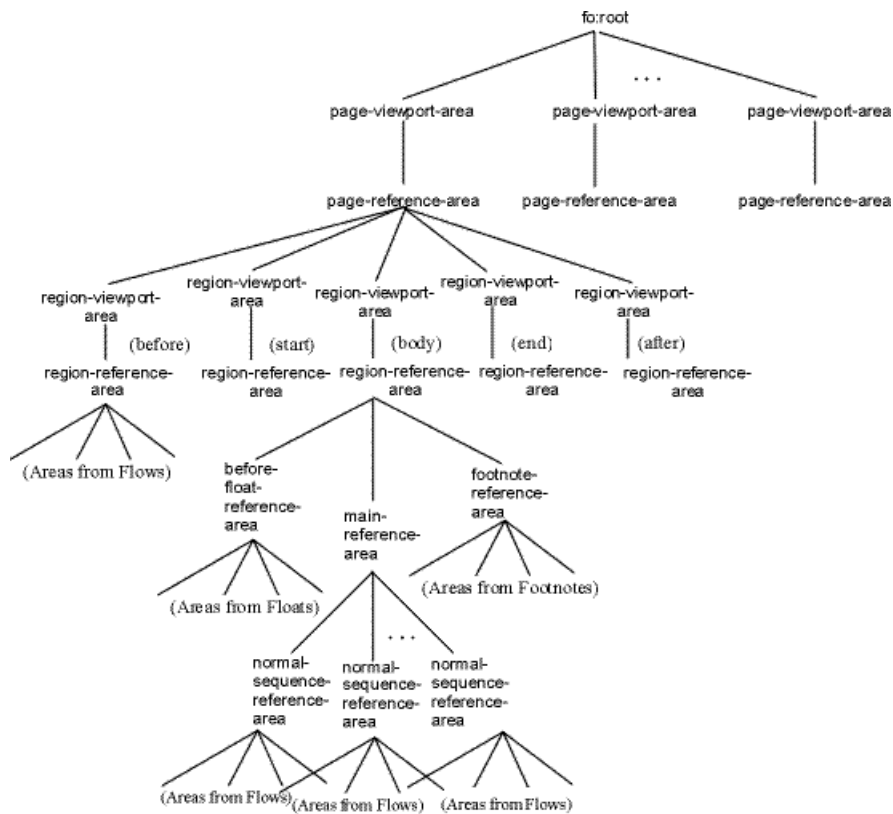 fo:root
. . .
page-viewport-area page-viewport-area page-viewport-area
page-reference-area page-reference-area page-reference-area
region-viewport-
area
region-viewport-
area
region-viewport-
area
region-viewport-
area
region-viewport-
area
(before) (start) (body) (end) (after)
region-reference-
area
region-reference-
area
region-reference-
area
region-reference-
area
region-reference-
area
(Areas from Flows)
before-
float-
reference-
area
main-
reference-
area
footnote-
reference-
area
(Areas from Floats)
(Areas from Footnotes)
. . .
normal-
sequence-
reference-
area
normal-
sequence-
reference-
area
normal-
sequence-
reference-
area
(Areas from Flows)
(Areas from Flows)
(Areas from Flows)